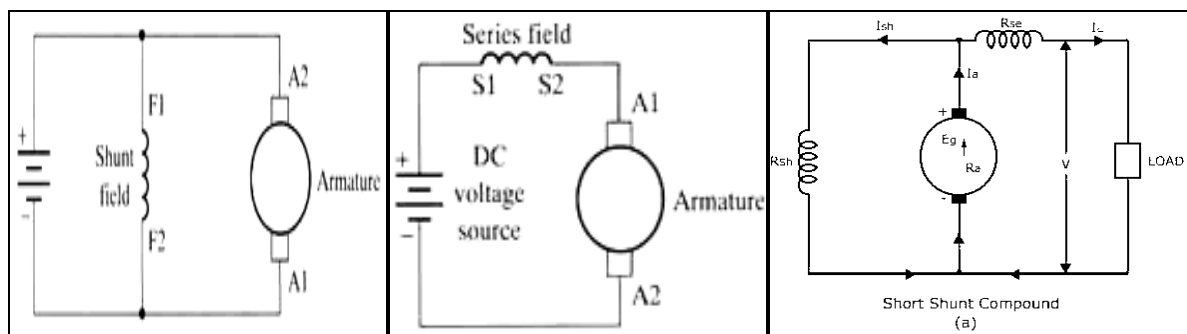 A2
F1
+
Shunt
field
Armature
-
F2
A1
Series field
S1 S2
A1
+
DC
voltage
source
Armature
-
A2
Ish
Rse
IL
Ia
+
Eg
Rsh
Ra
V
LOAD
-
Short Shunt Compound
(a)